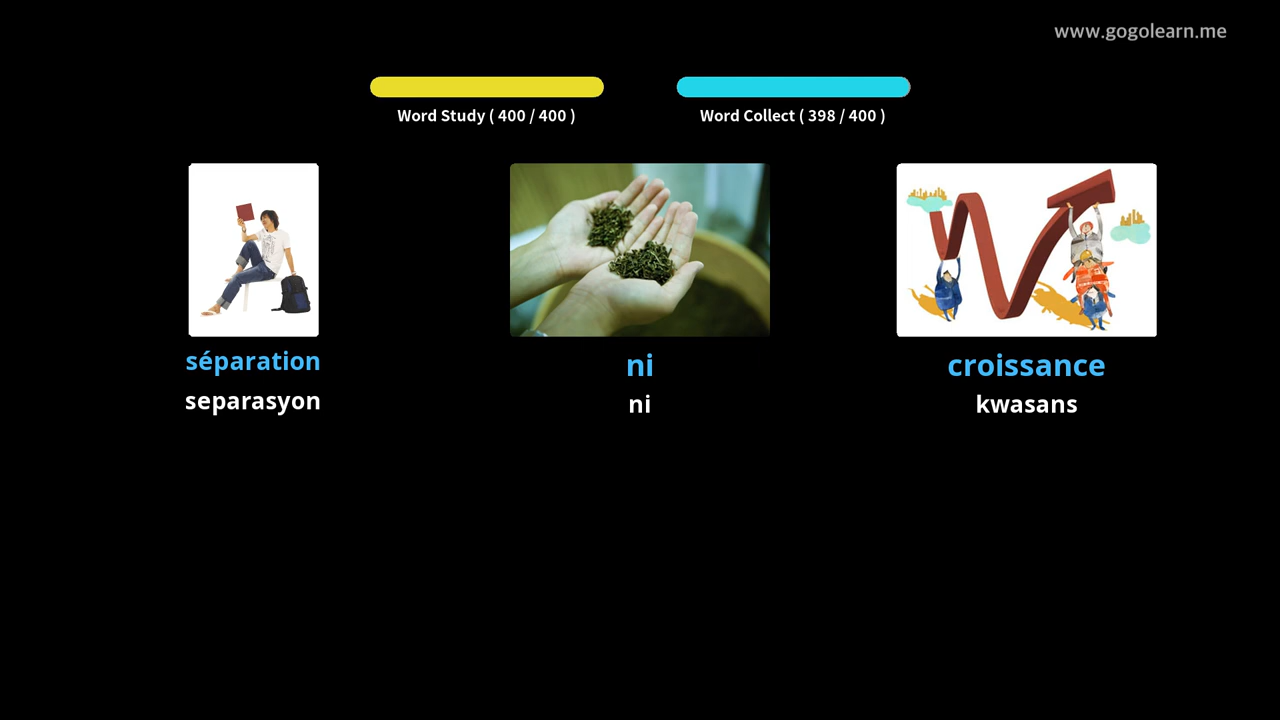 www.gogolearn.me
Word Study ( 400 / 400 )
Word Collect ( 398 / 400 )
séparation
separasyon
ni
ni
croissance
kwasans